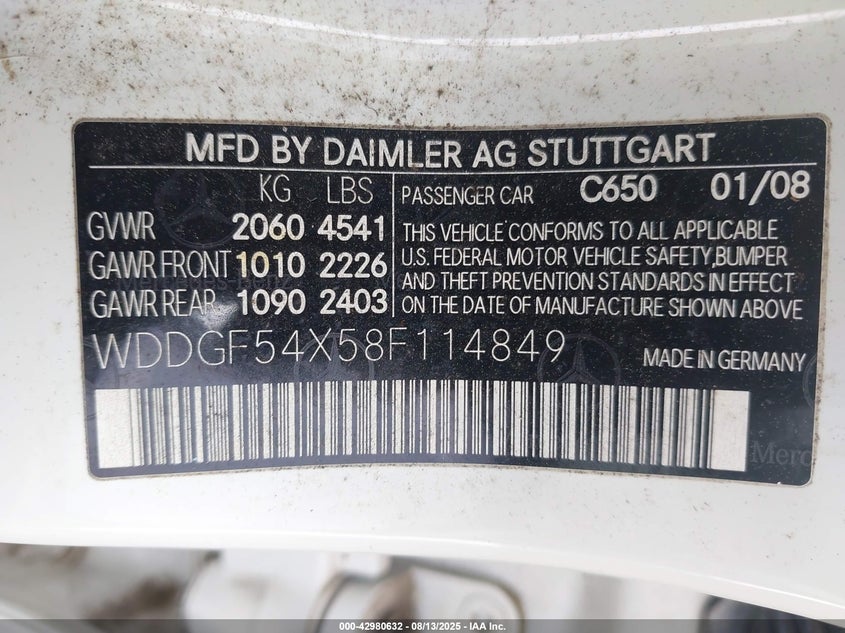 MFD BY DAIMLER AG STUTTGART
KG LBS
GVWR 2060 4541
GAWR FRONT 1010 2226
GAWR REAR 1090 2403
PASSENGER CAR C650 01/08
THIS VEHICLE CONFORMS TO ALL APPLICABLE
U.S. FEDERAL MOTOR VEHICLE SAFETY,BUMPER
AND THEFT PREVENTION STANDARDS IN EFFECT
ON THE DATE OF MANUFACTURE SHOWN ABOVE
WDDGF54X58F114849
MADE IN GERMANY
Mercedes-Benz
Merc
000-42980632 - 08/13/2025 - IAA Inc.